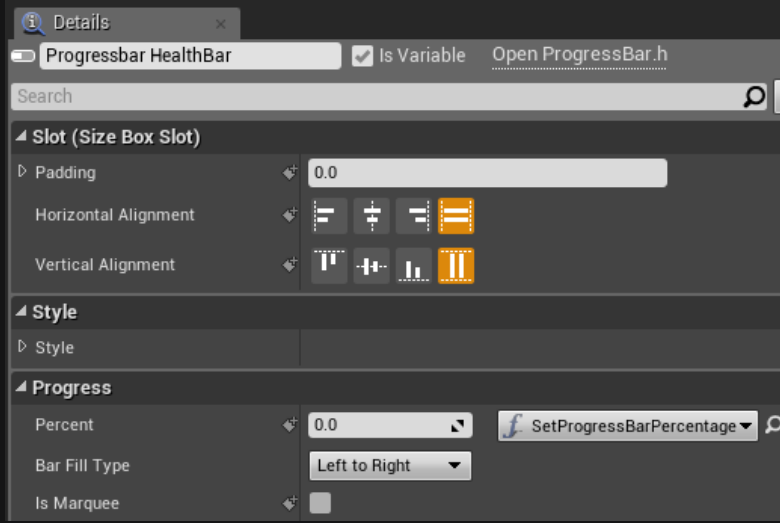 Details
Progressbar HealthBar Is Variable Open ProgressBar.h
Search
Slot (Size Box Slot)
Padding 0.0
Horizontal Alignment
Vertical Alignment
Style
Style
Progress
Percent 0.0 SetProgressBarPercentage
Bar Fill Type Left to Right
Is Marquee